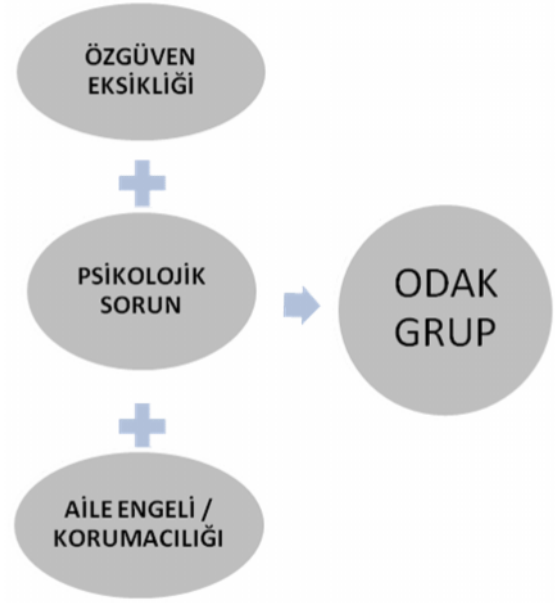 ÖZGÜVEN
EKSİKLİĞİ
PSİKOLOJİK
SORUN
ODAK
GRUP
AİLE ENGELİ /
KORUMACILIĞI